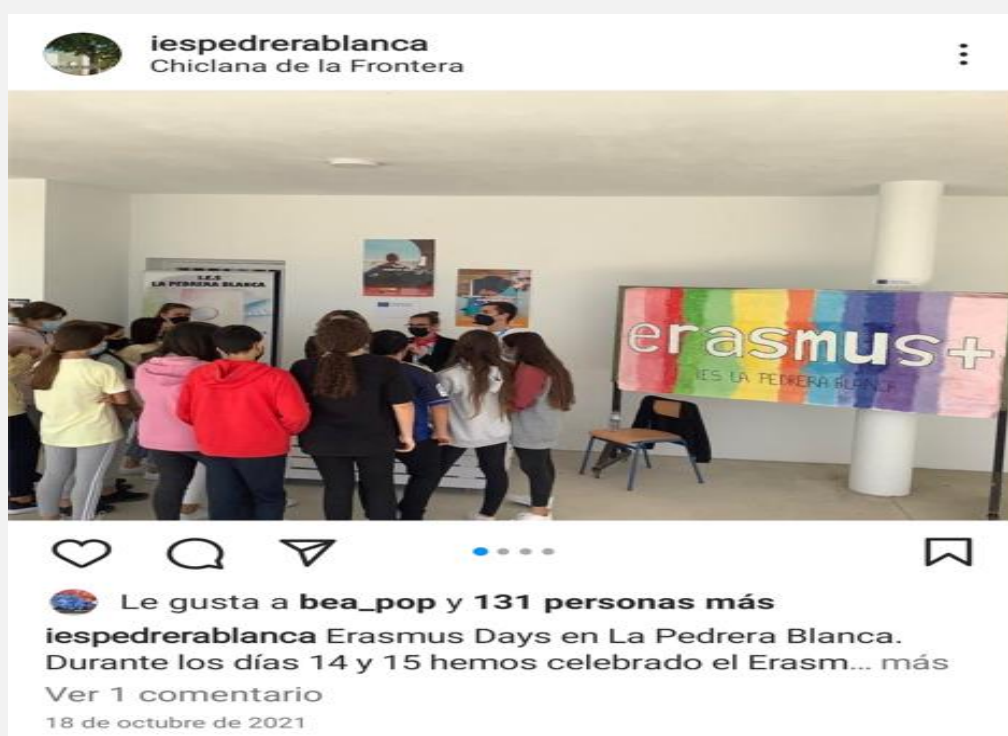 iespedrerablanca
Chiclana de la Frontera
I.E.S
LA PEDRERA BLANCA
erasmus+
IES LA PEDRERA BLANCA
Le gusta a bea_pop y 131 personas más
iespedrerablanca Erasmus Days en La Pedrera Blanca.
Durante los días 14 y 15 hemos celebrado el Erasm... más
Ver 1 comentario
18 de octubre de 2021